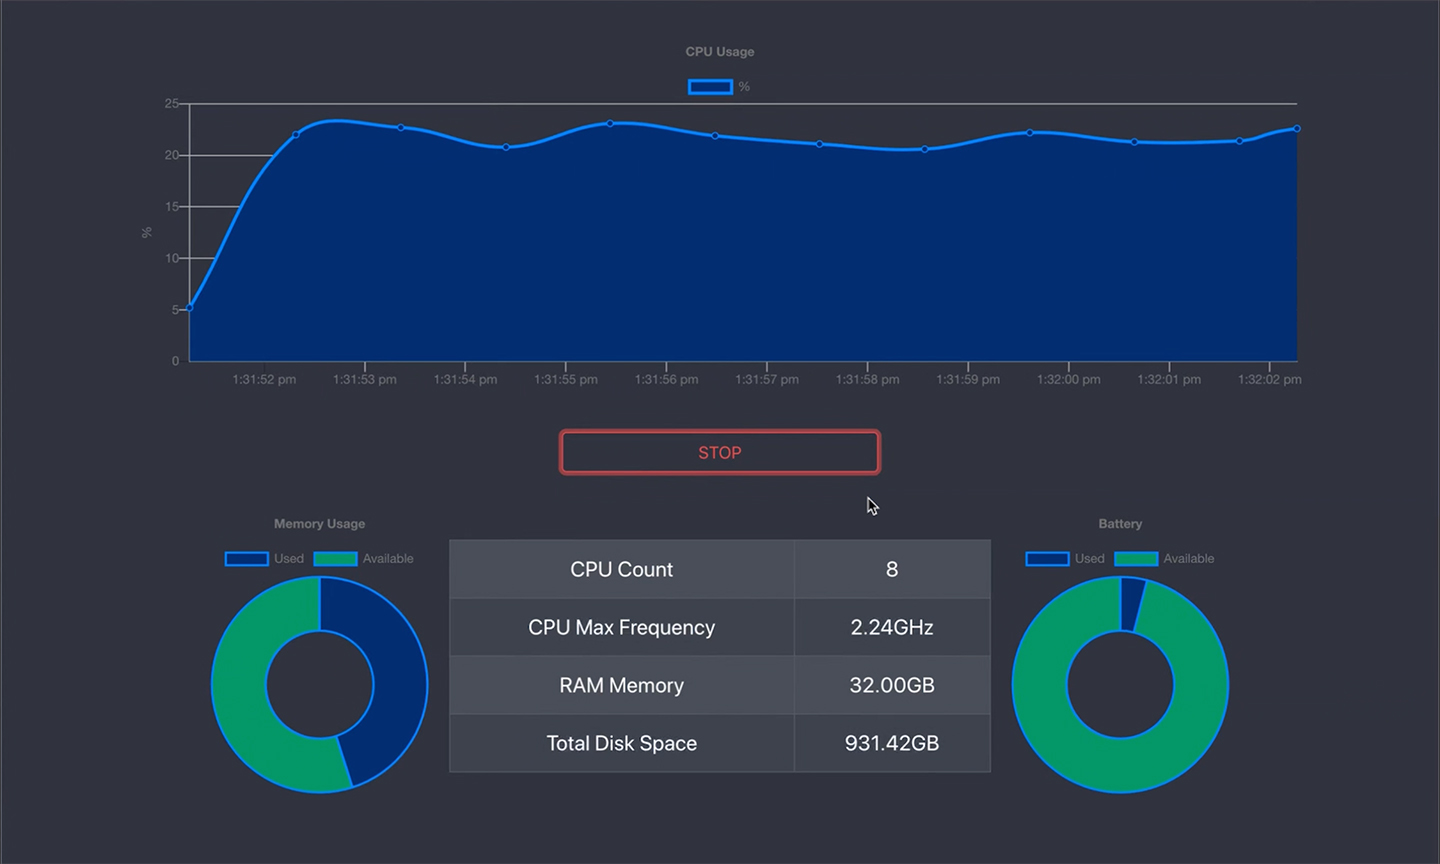 CPU Usage
%
25
20
15
%
10
5
0
1:31:52 pm 1:31:53 pm 1:31:54 pm 1:31:55 pm 1:31:56 pm 1:31:57 pm 1:31:58 pm 1:31:59 pm 1:32:00 pm 1:32:01 pm 1:32:02 pm
STOP
Memory Usage
Used Available
CPU Count 8
CPU Max Frequency 2.24GHz
RAM Memory 32.00GB
Total Disk Space 931.42GB
Battery
Used Available